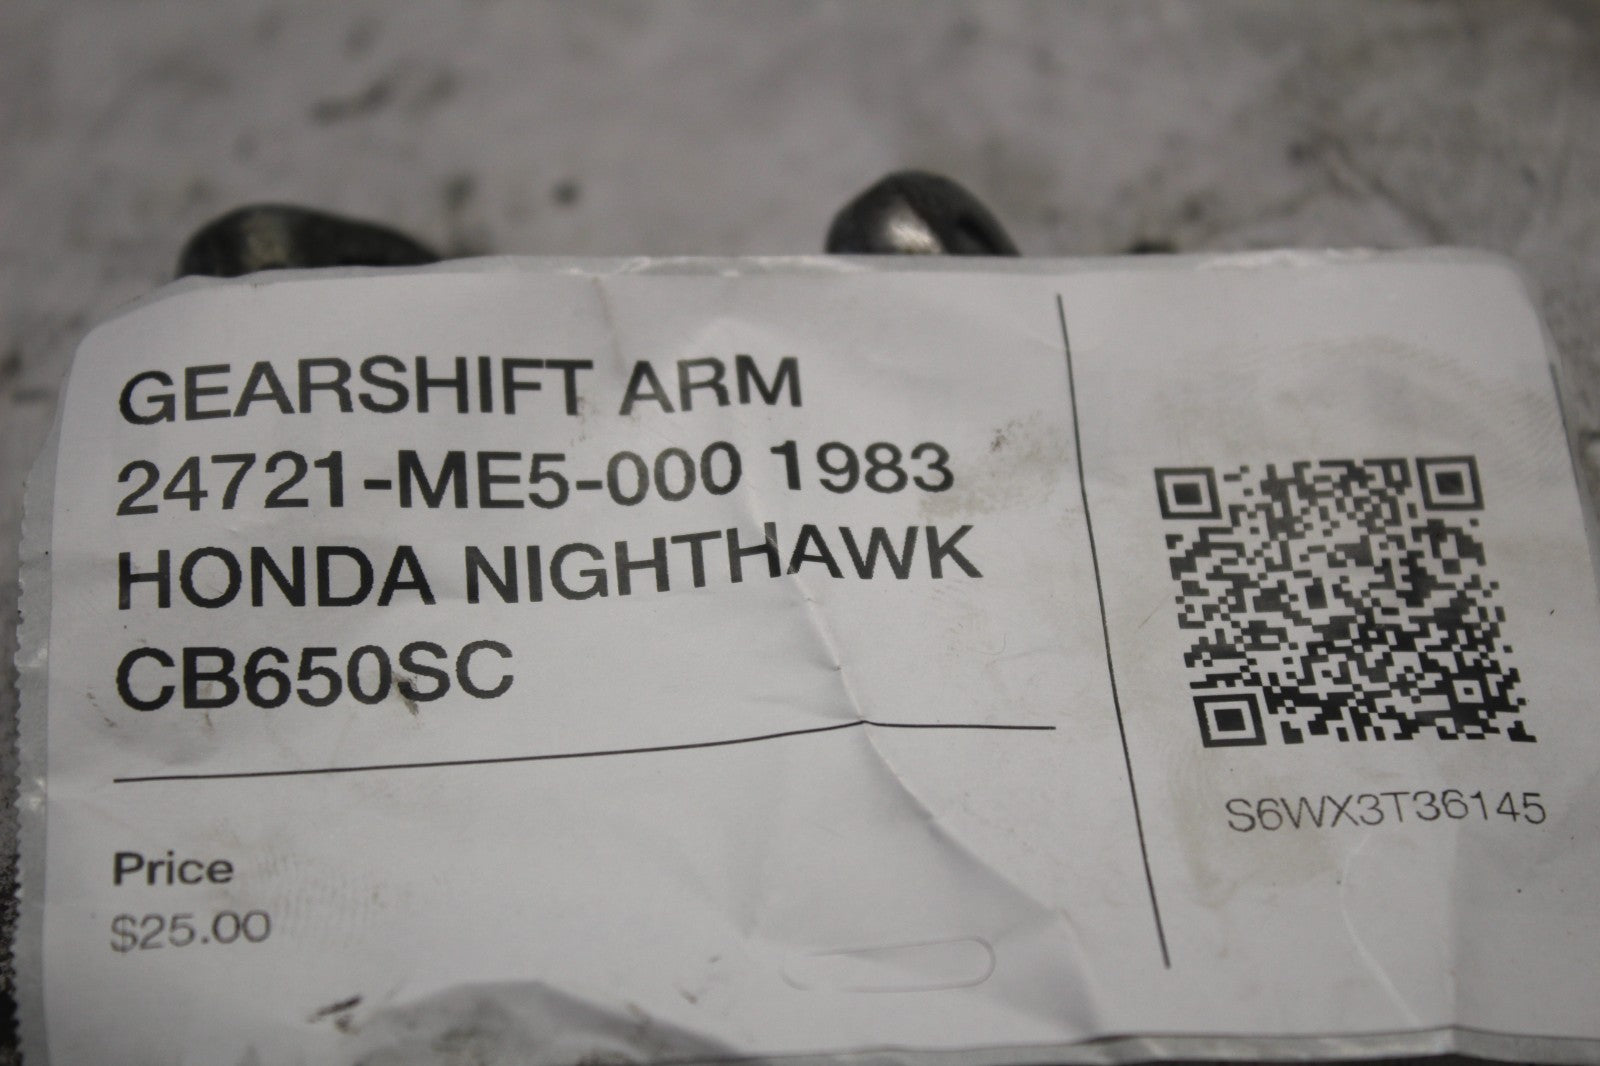 GEARSHIFT ARM
24721-ME5-000 1983
HONDA NIGHTHAWK
CB650SC
Price
$25.00
S6WX3T36145